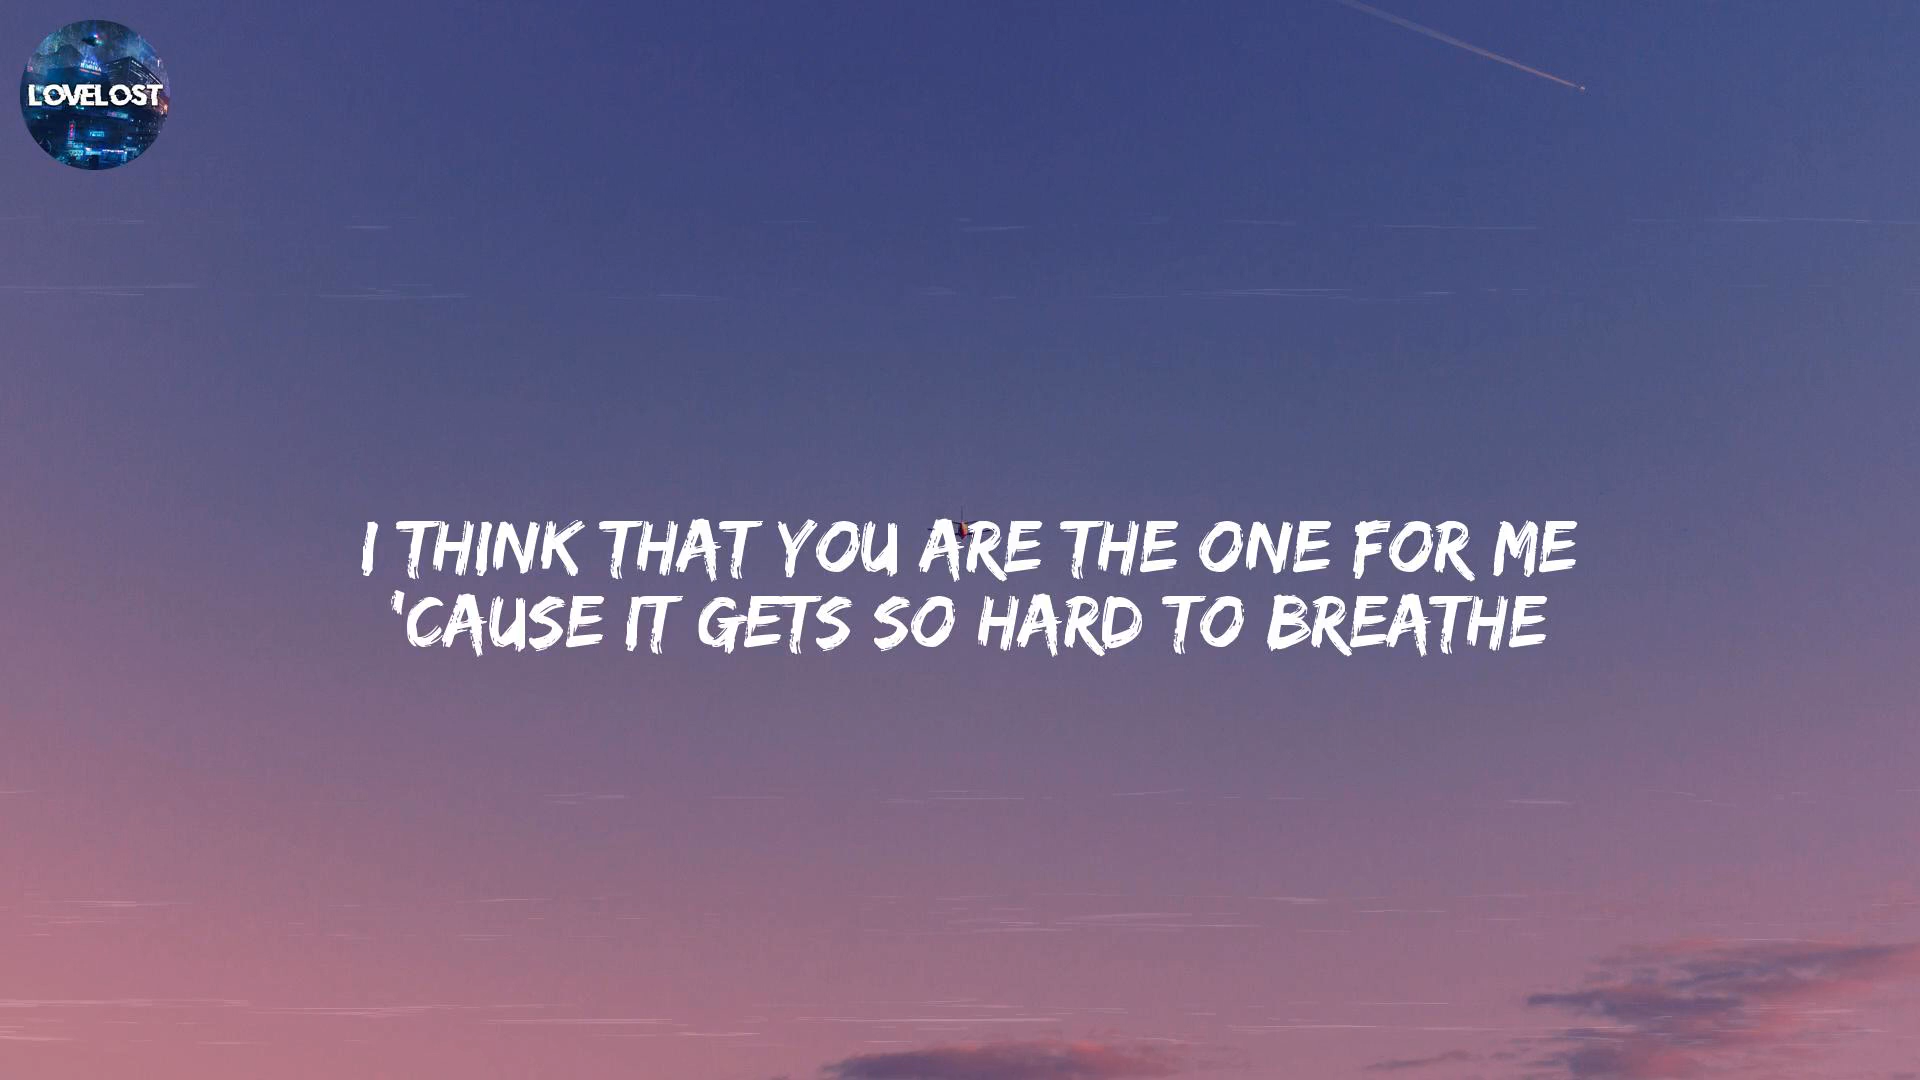 LOVELOST
I THINK THAT YOU ARE THE ONE FOR ME
'CAUSE IT GETS SO HARD TO BREATHE